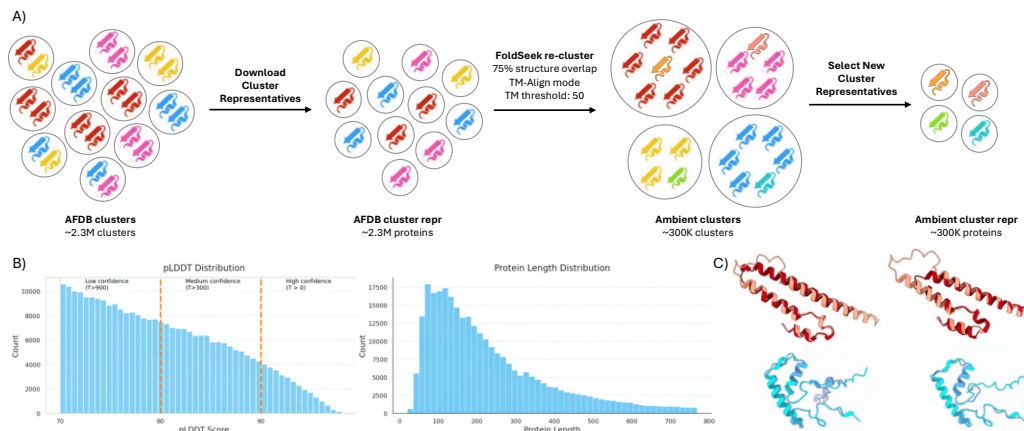 A)
Download
Cluster
Representatives
FoldSeek re-cluster
75% structure overlap
TM-Align mode
TM threshold: 50
Select New
Cluster
Representatives
AFDB clusters
~2.3M clusters
AFDB cluster repr
~2.3M proteins
Ambient clusters
~300K clusters
Ambient cluster repr
~300K proteins
B)
pLDDT Distribution
Low confidence
(T>900)
Medium confidence
(T>300)
High confidence
(T > 0)
Count
10000
8000
6000
4000
2000
0
70
80
90
pLDDT Score
Protein Length Distribution
Count
17500
15000
12500
10000
7500
5000
2500
0
0
100
200
300
400
500
600
700
800
Protein Length
C)